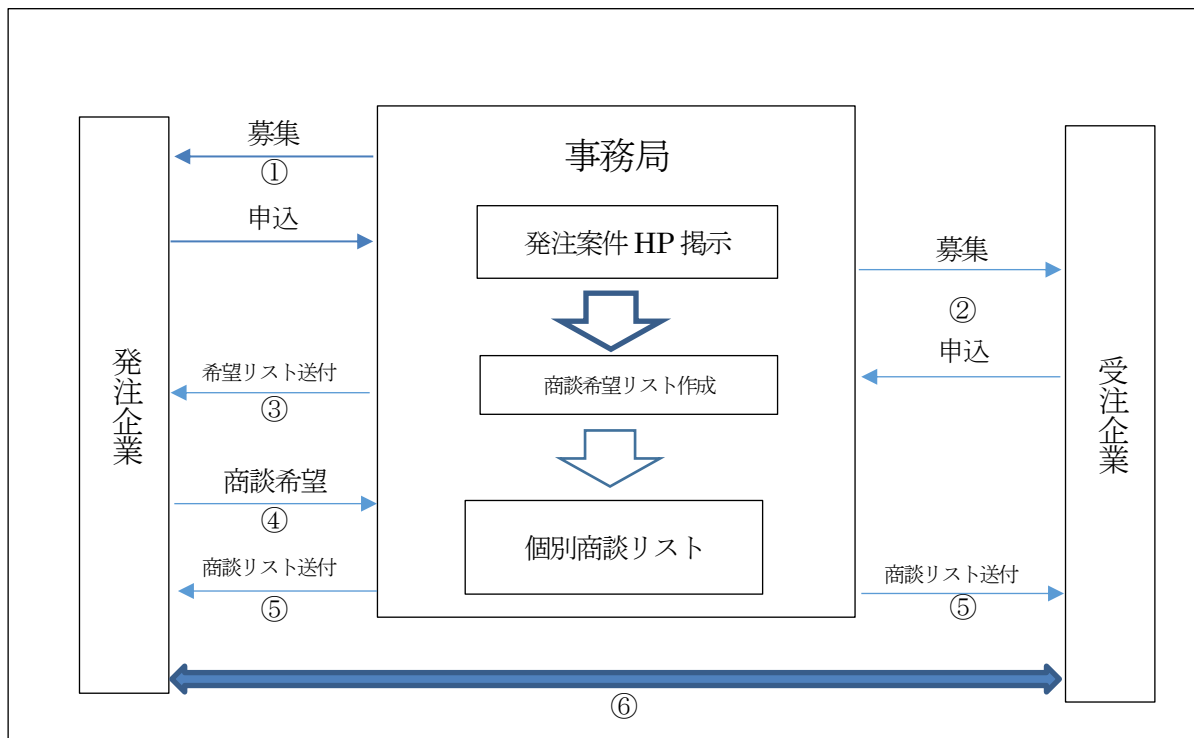 募集
①
申込
事務局
発注案件 HP 掲示
募集
②
申込
発注企業
希望リスト送付
③
商談希望リスト作成
受注企業
商談希望
④
個別商談リスト
商談リスト送付
⑤
商談リスト送付
⑤
⑥